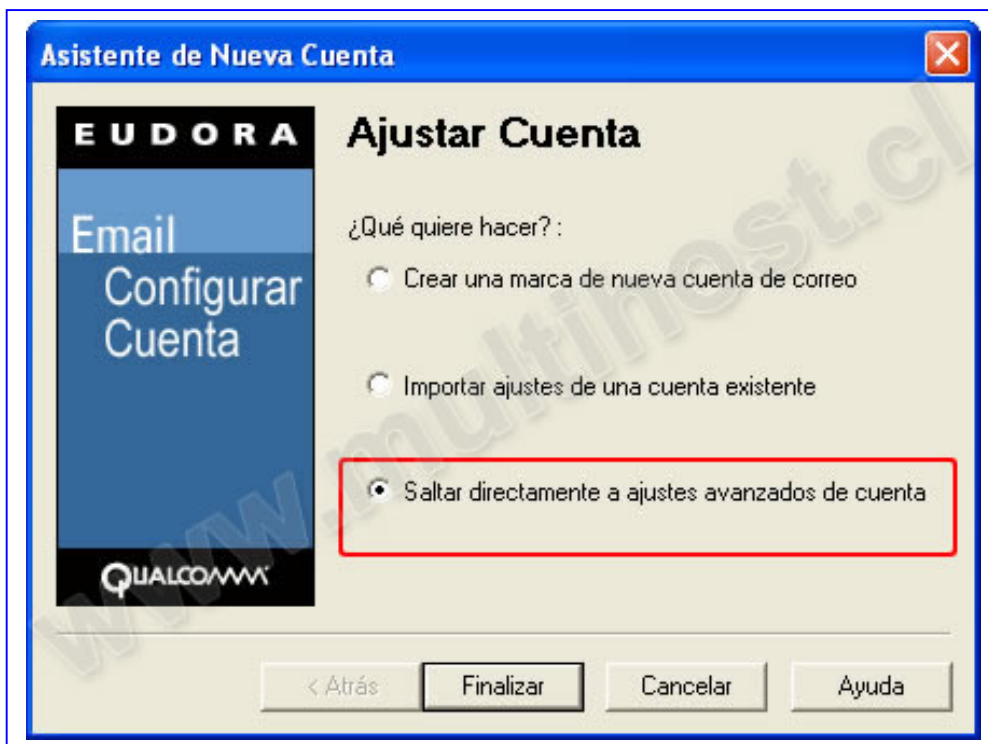 Asistente de Nueva Cuenta
EUDORA
Email
Configurar
Cuenta
QUALCOMM
Ajustar Cuenta
¿Qué quiere hacer? :
Crear una marca de nueva cuenta de correo
Importar ajustes de una cuenta existente
Saltar directamente a ajustes avanzados de cuenta
< Atrás
Finalizar
Cancelar
Ayuda
www.multihost.cl